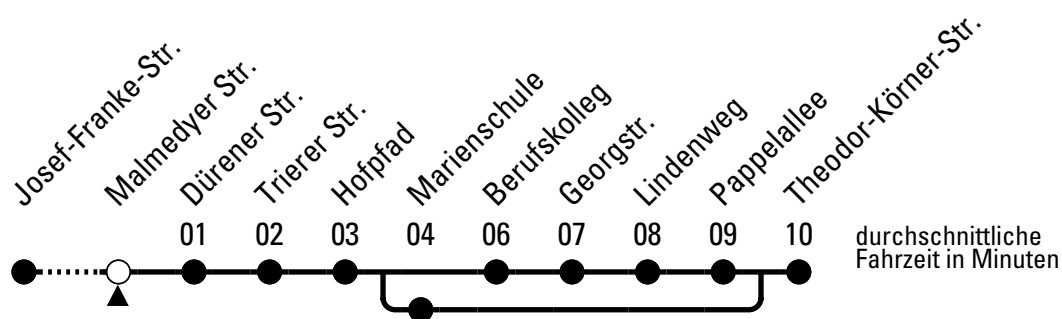 Josef-Franke-Str.
Malmedyer Str.
Dürener Str.
Trierer Str.
Hofpfad
Marienschule
Berufskolleg
Georgstr.
Lindenweg
Pappelallee
Theodor-Körner-Str.
01 02 03 04 06 07 08 09 10
durchschnittliche
Fahrzeit in Minuten